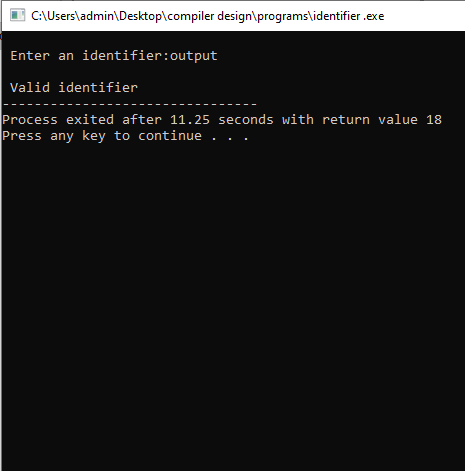 C:\Users\admin\Desktop\compiler design\programs\identifier .exe
Enter an identifier:output
Valid identifier
--------------------------------
Process exited after 11.25 seconds with return value 18
Press any key to continue . . .